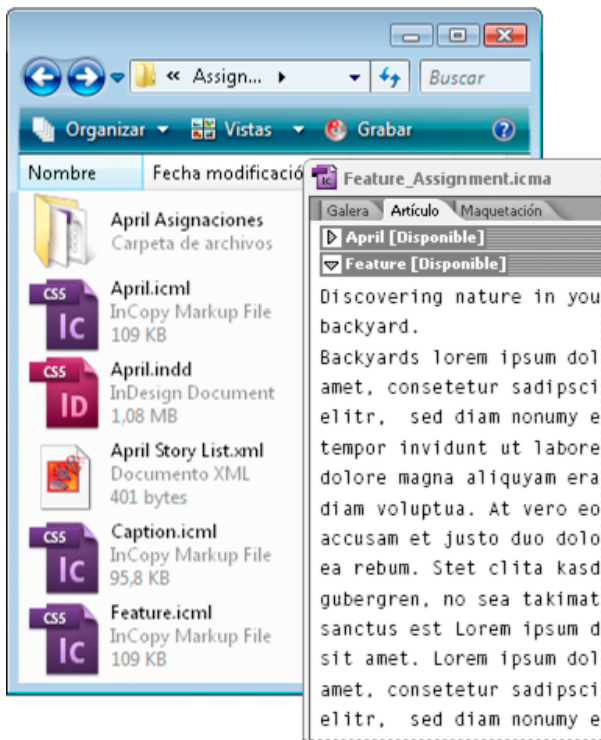 « Assign...
Buscar
Organizar
Vistas
Grabar
Nombre
Fecha modificació
April Asignaciones
Carpeta de archivos
CS5
Ic
April.icml
InCopy Markup File
109 KB
CS5
ID
April.indd
InDesign Document
1,08 MB
April Story List.xml
Documento XML
401 bytes
CS5
Ic
Caption.icml
InCopy Markup File
95,8 KB
CS5
Ic
Feature.icml
InCopy Markup File
109 KB
Ic
Feature_Assignment.icma
Galera
Artículo
Maquetación
April [Disponible]
Feature [Disponible]
Discovering nature in you
backyard.
Backyards lorem ipsum dol
amet, consetetur sadipsci
elitr, sed diam nonumy e
tempor invidunt ut labore
dolore magna aliquyam era
diam voluptua. At vero eo
accusam et justo duo dolo
ea rebum. Stet clita kasd
gubergren, no sea takimat
sanctus est Lorem ipsum d
sit amet. Lorem ipsum dol
amet, consetetur sadipsci
elitr, sed diam nonumy e